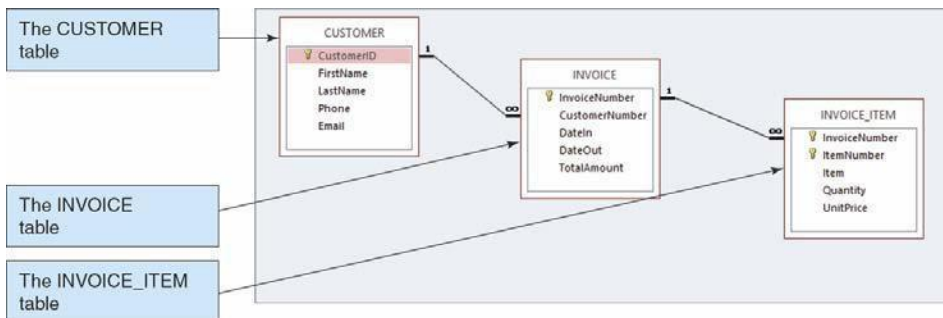 The CUSTOMER
table
The INVOICE
table
The INVOICE_ITEM
table
CUSTOMER
CustomerID
FirstName
LastName
Phone
Email
1
∞
INVOICE
InvoiceNumber
CustomerNumber
DateIn
DateOut
TotalAmount
1
∞
INVOICE_ITEM
InvoiceNumber
ItemNumber
Item
Quantity
UnitPrice